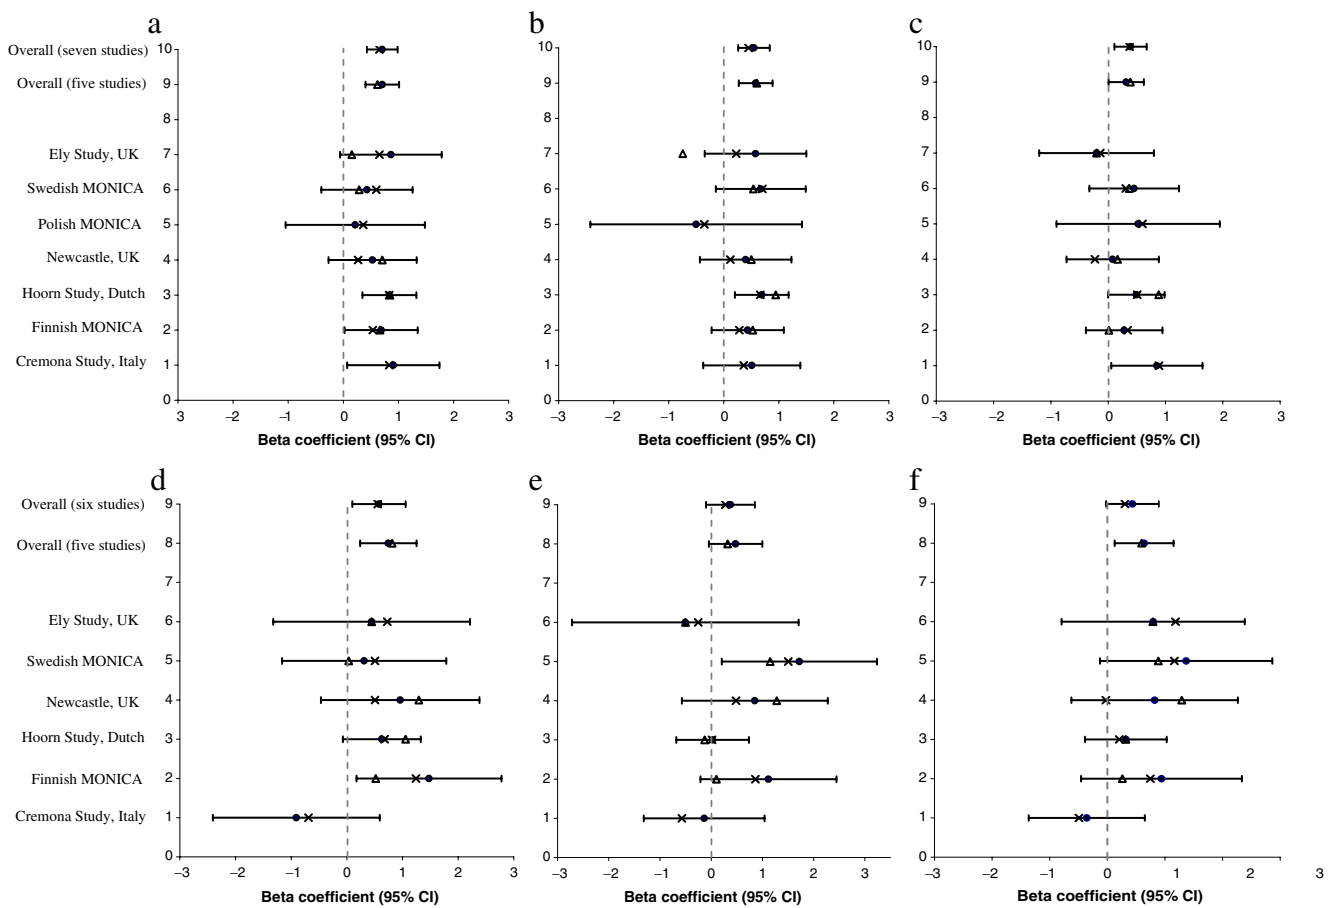 a
Overall (seven studies)
10
Overall (five studies)
9
8
Ely Study, UK
7
Swedish MONICA
6
Polish MONICA
5
Newcastle, UK
4
Hoorn Study, Dutch
3
Finnish MONICA
2
Cremona Study, Italy
1
0
3 −2 −1 0 1 2 3
Beta coefficient (95% CI)
b
10
9
8
7
6
5
4
3
2
1
0
−3 −2 −1 0 1 2 3
Beta coefficient (95% CI)
c
10
9
8
7
6
5
4
3
2
1
0
−3 −2 −1 0 1 2 3
Beta coefficient (95% CI)
d
Overall (six studies)
9
Overall (five studies)
8
7
Ely Study, UK
6
Swedish MONICA
5
Newcastle, UK
4
Hoorn Study, Dutch
3
Finnish MONICA
2
Cremona Study, Italy
1
0
−3 −2 −1 0 1 2 3
Beta coefficient (95% CI)
e
9
8
7
6
5
4
3
2
1
0
−3 −2 −1 0 1 2 3
Beta coefficient (95% CI)
f
9
8
7
6
5
4
3
2
1
0
−3 −2 −1 0 1 2 3
Beta coefficient (95% CI)